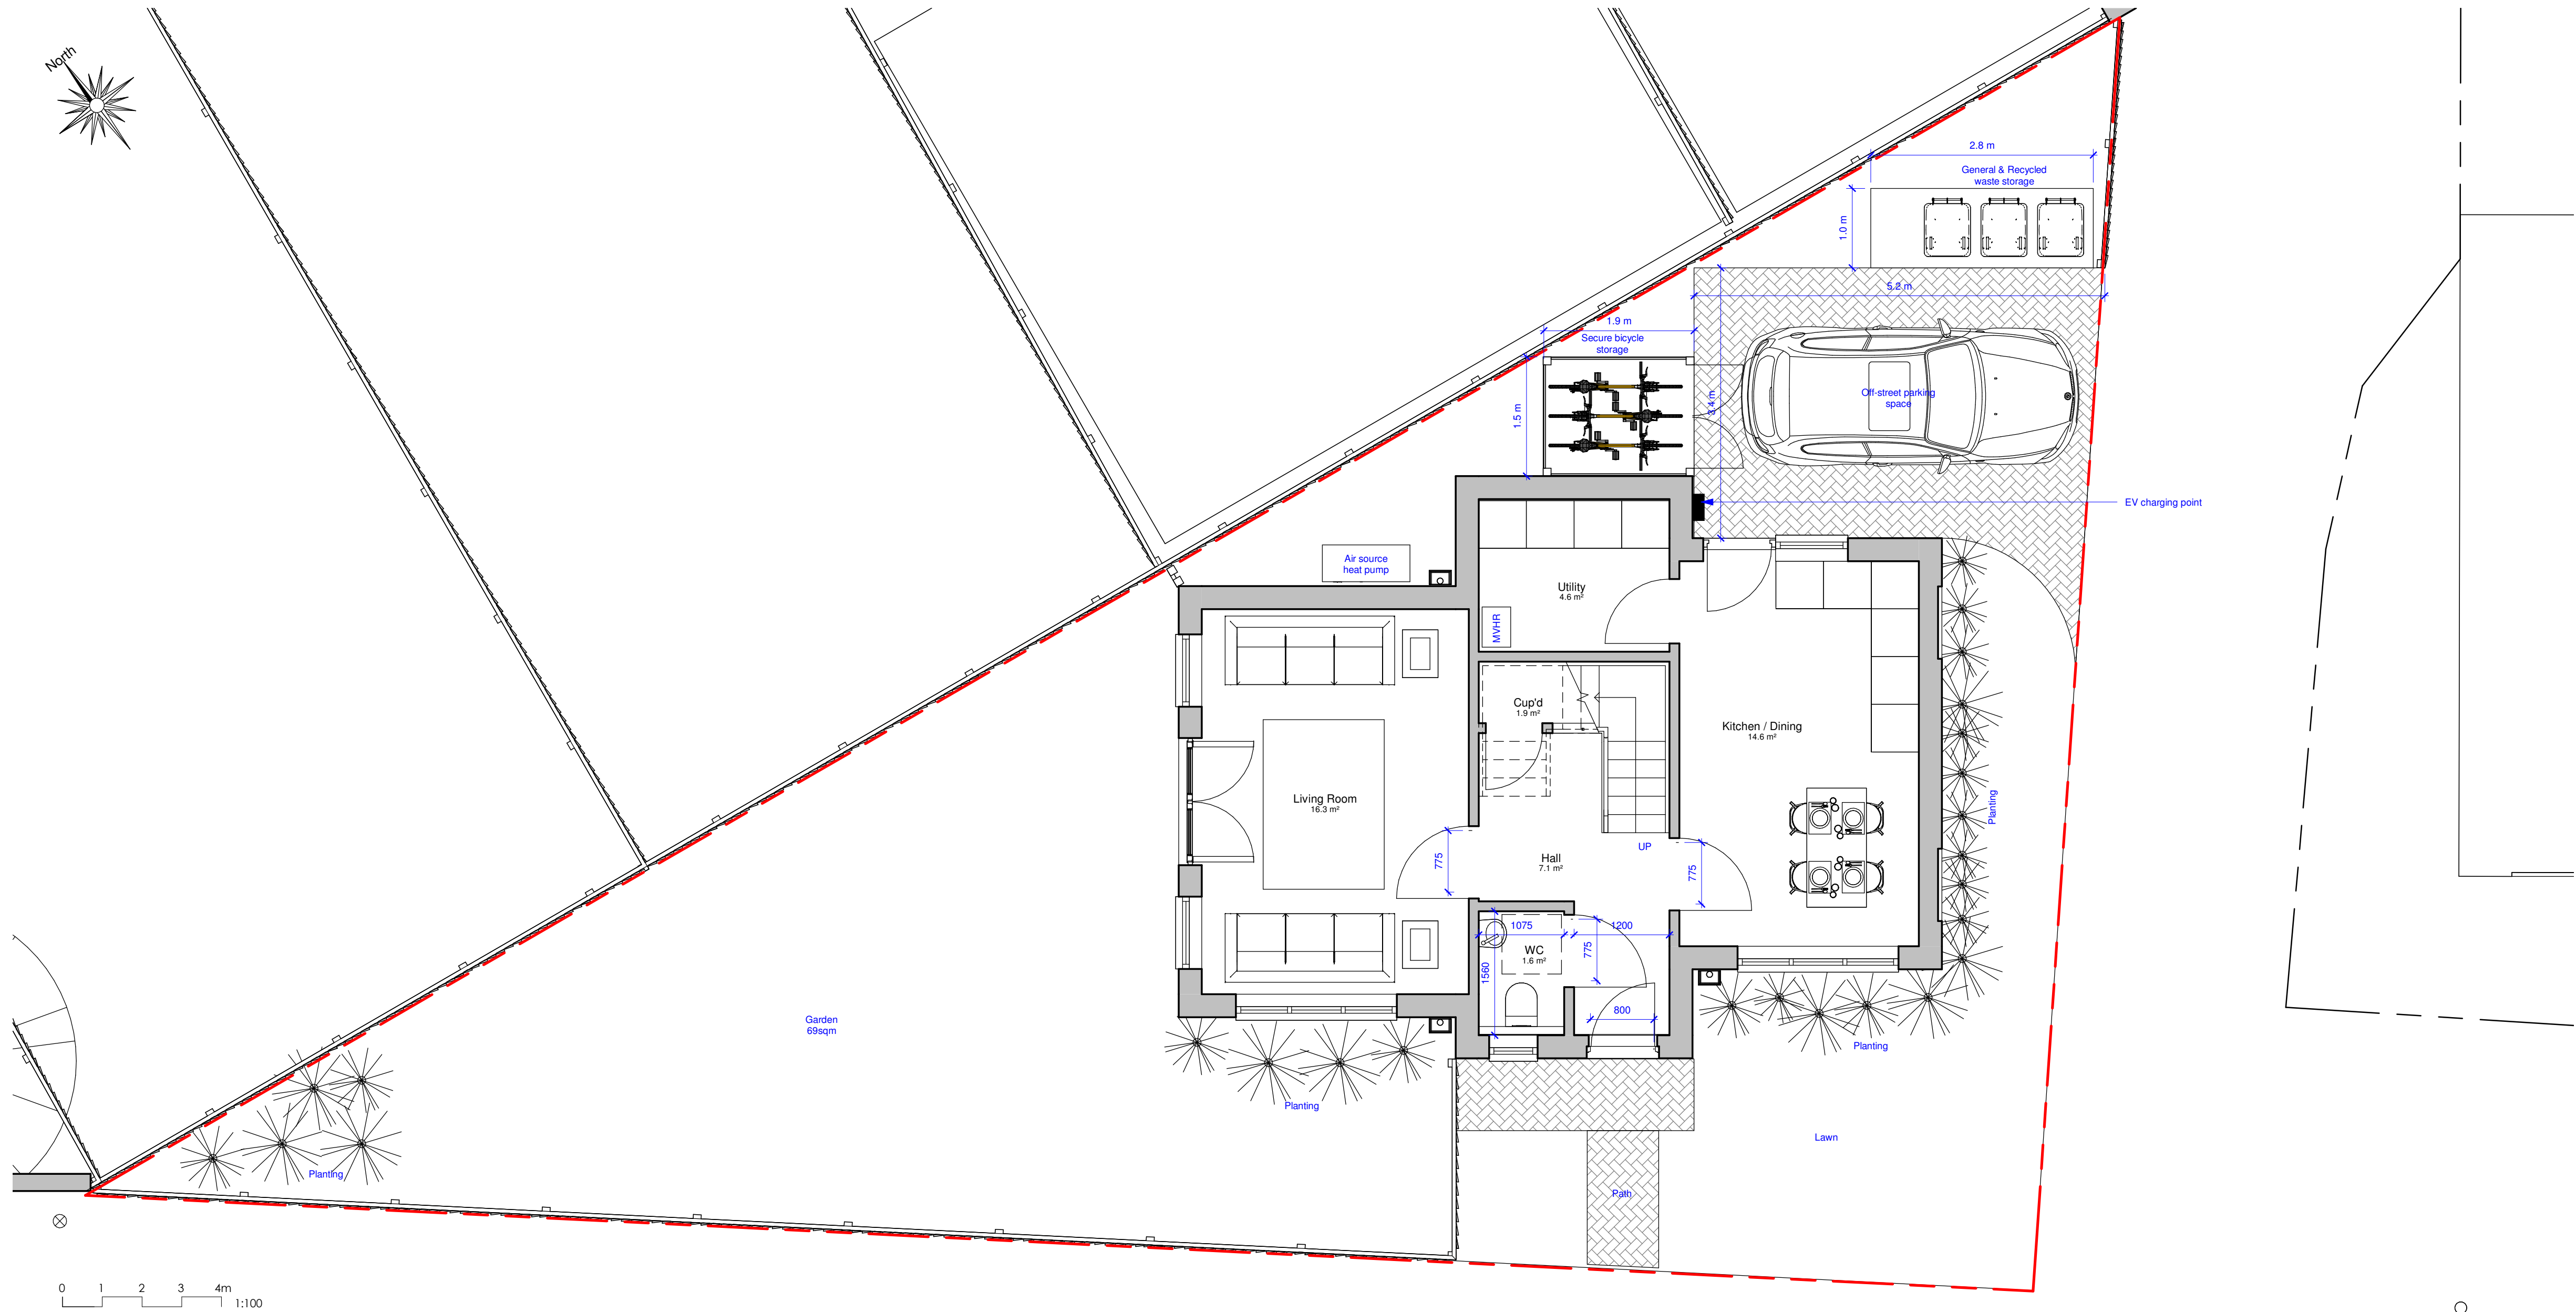 North
2.8 m
General & Recycled
waste storage
1.0 m
5.2 m
1.9 m
Secure bicycle
storage
1.5 m
3.4 m
Off-street parking
space
EV charging point
Air source
heat pump
Utility
4.6 m²
MVHR
Cup'd
1.9 m²
Kitchen / Dining
14.6 m²
Living Room
16.3 m²
Planting
UP
Hall
7.1 m²
775
775
1075
1200
775
WC
1.6 m²
1560
800
Garden
69sqm
Planting
Planting
Lawn
Planting
Path
0 1 2 3 4m
1:100